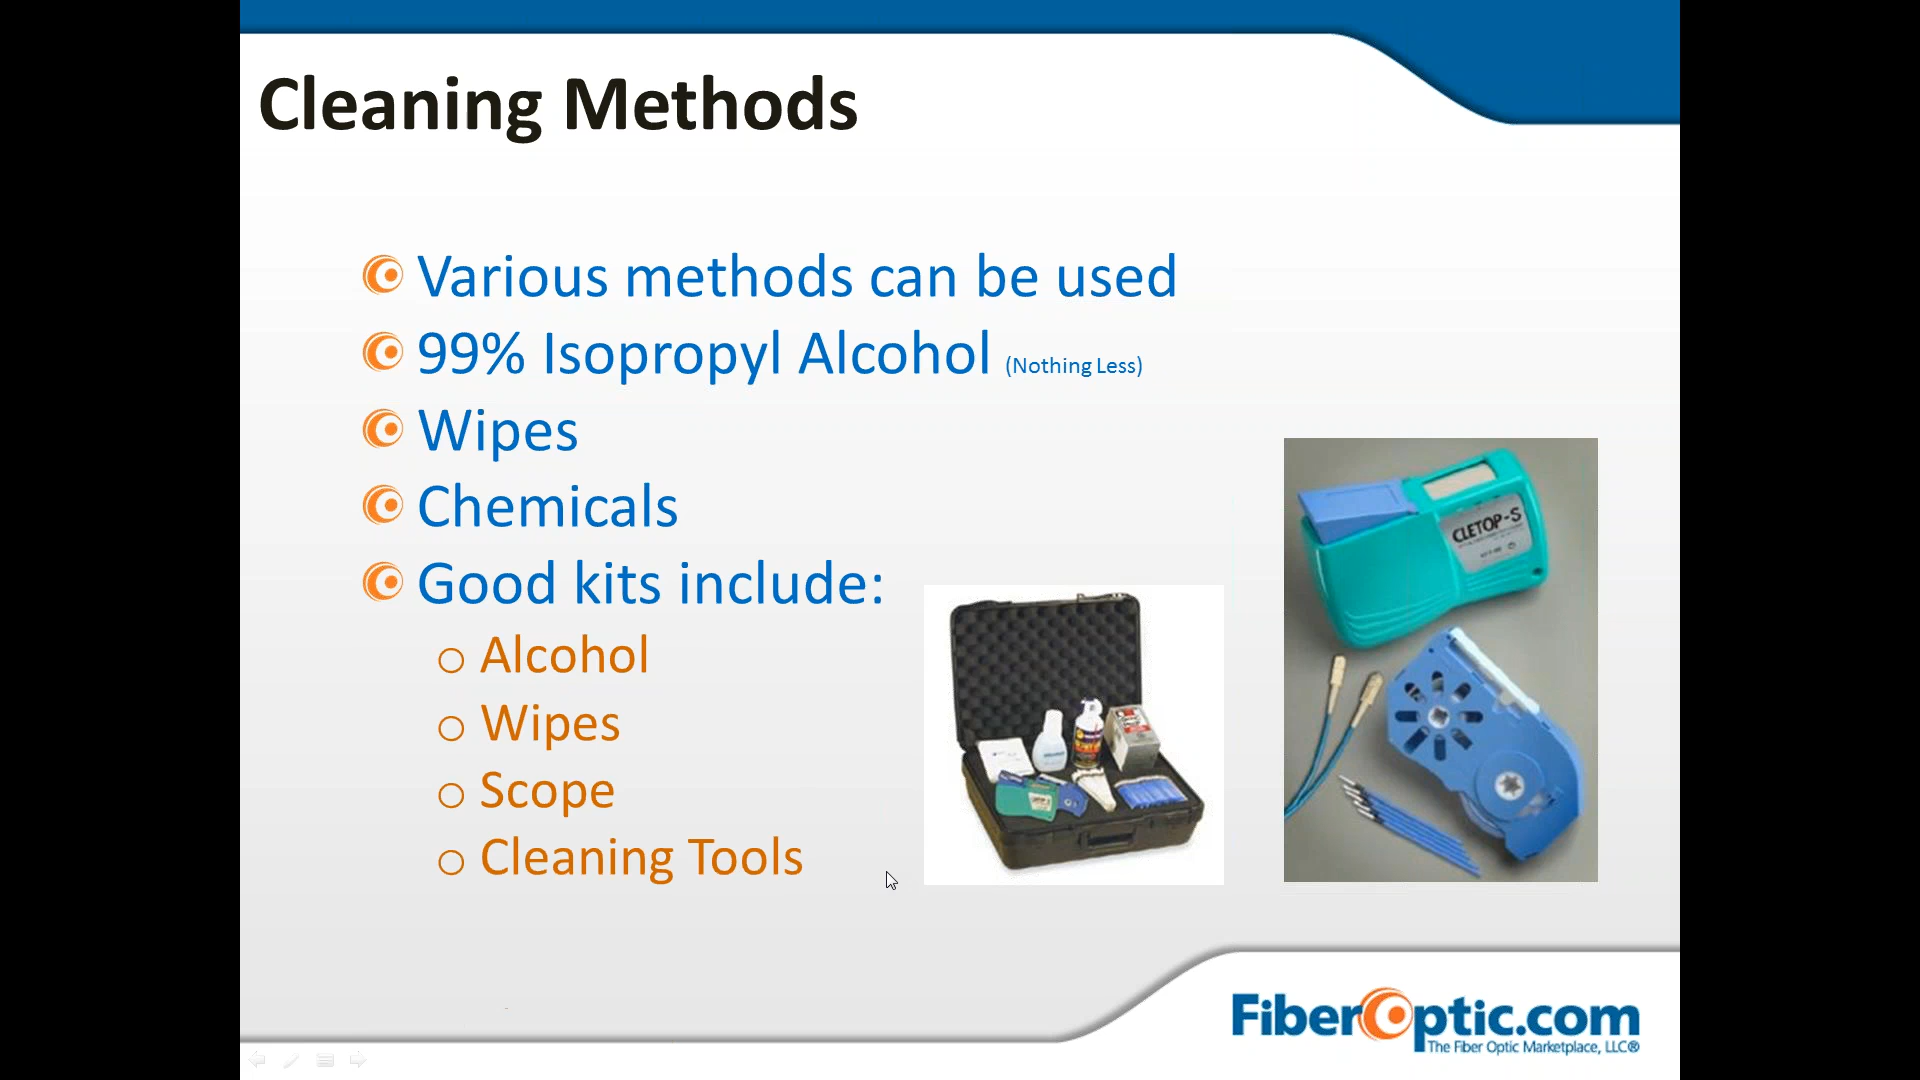 Cleaning Methods
Various methods can be used
99% Isopropyl Alcohol (Nothing Less)
Wipes
Chemicals
Good kits include:
Alcohol
Wipes
Scope
Cleaning Tools
CLETOP-S
FiberOptic.com
The Fiber Optic Marketplace, LLC®